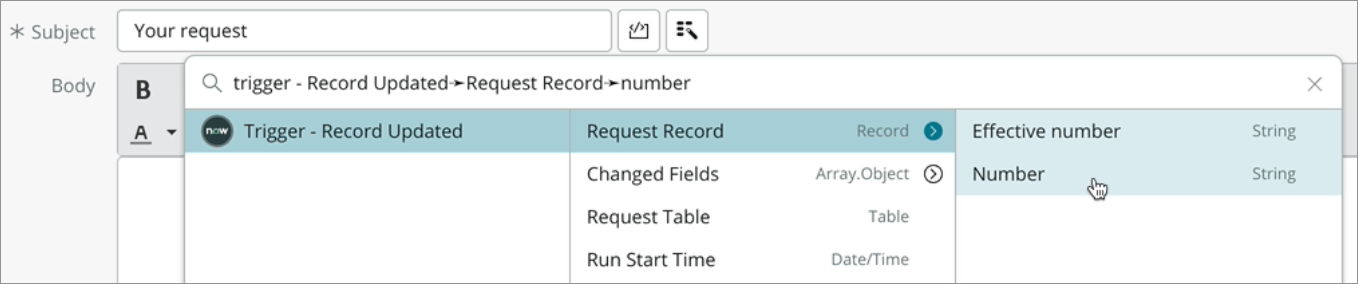 * Subject Your request
Body B trigger - Record Updated➛Request Record➛number
A now Trigger - Record Updated Request Record Record Effective number String
Changed Fields Array.Object Number String
Request Table Table
Run Start Time Date/Time